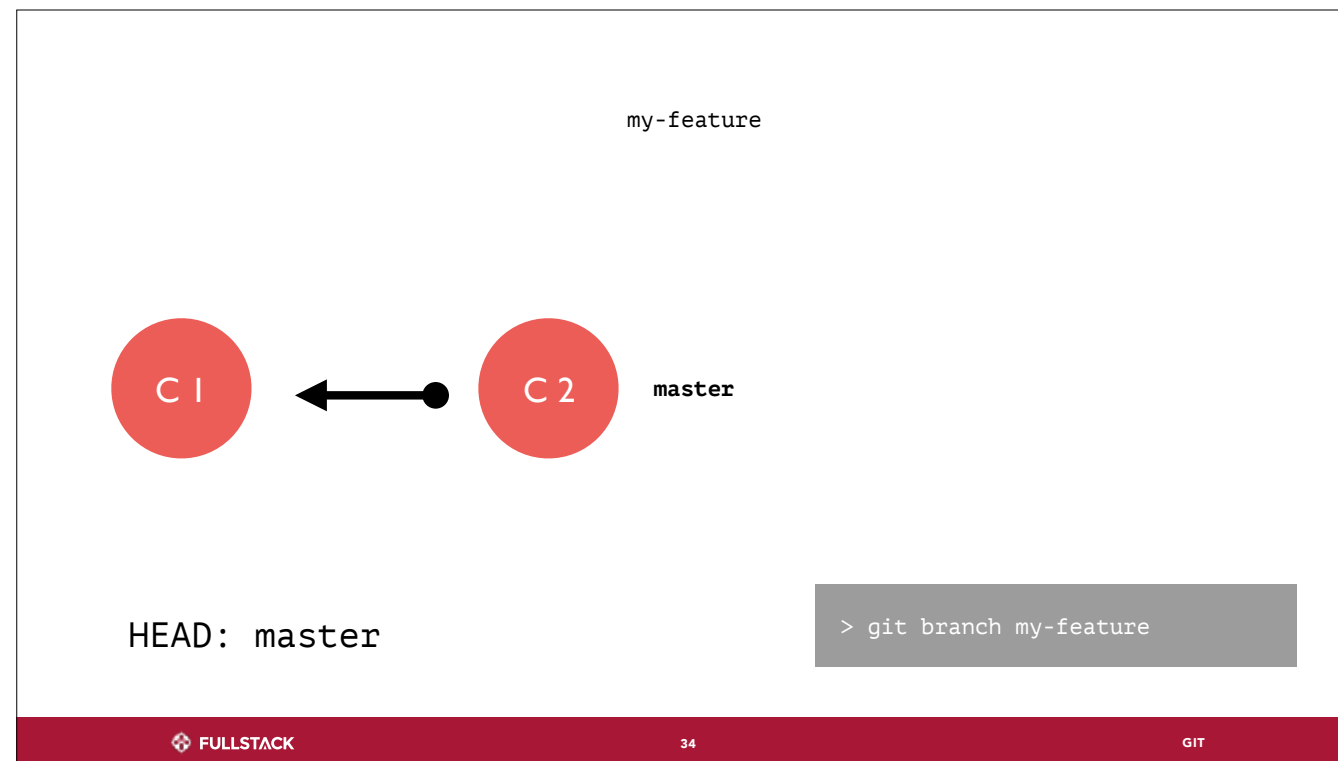 my-feature
C 1
C 2
master
HEAD: master
> git branch my-feature
FULLSTACK
34
GIT